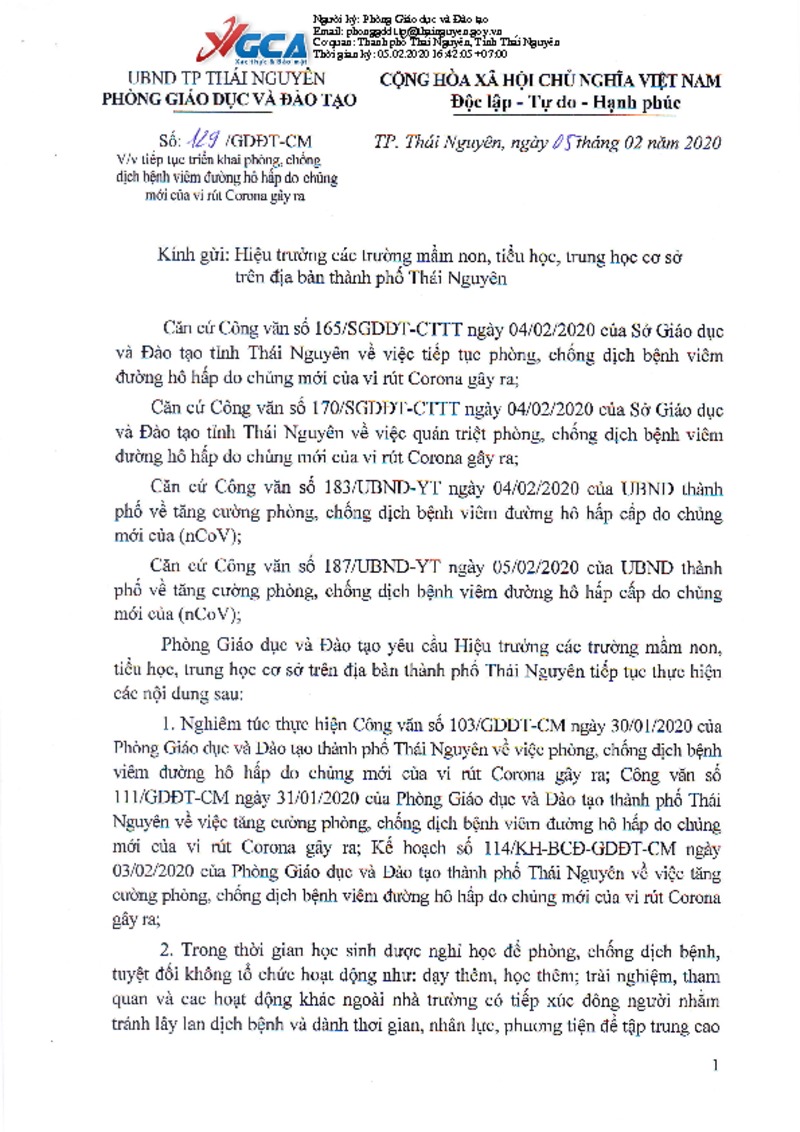 Người ký: Phòng Giáo dục và Đào tạo
Email: phonggddt.tp@thainguyen.gov.vn
Cơ quan: Thành phố Thái Nguyên, Tỉnh Thái Nguyên
Thời gian ký: 05.02.2020 16:42:05 +07:00
VGCA
Xác thực & Bảo mật
UBND TP THÁI NGUYÊN
PHÒNG GIÁO DỤC VÀ ĐÀO TẠO
CỘNG HÒA XÃ HỘI CHỦ NGHĨA VIỆT NAM
Độc lập - Tự do - Hạnh phúc
Số: 129 /GDĐT-CM
V/v tiếp tục triển khai phòng, chống
dịch bệnh viêm đường hô hấp do chủng
mới của vi rút Corona gây ra
TP. Thái Nguyên, ngày 05 tháng 02 năm 2020
Kính gửi: Hiệu trưởng các trường mầm non, tiểu học, trung học cơ sở
trên địa bàn thành phố Thái Nguyên
Căn cứ Công văn số 165/SGDĐT-CTTT ngày 04/02/2020 của Sở Giáo dục
và Đào tạo tỉnh Thái Nguyên về việc tiếp tục phòng, chống dịch bệnh viêm
đường hô hấp do chủng mới của vi rút Corona gây ra;
Căn cứ Công văn số 170/SGDĐT-CTTT ngày 04/02/2020 của Sở Giáo dục
và Đào tạo tỉnh Thái Nguyên về việc quán triệt phòng, chống dịch bệnh viêm
đường hô hấp do chủng mới của vi rút Corona gây ra;
Căn cứ Công văn số 183/UBND-YT ngày 04/02/2020 của UBND thành
phố về tăng cường phòng, chống dịch bệnh viêm đường hô hấp cấp do chủng
mới của (nCoV);
Căn cứ Công văn số 187/UBND-YT ngày 05/02/2020 của UBND thành
phố về tăng cường phòng, chống dịch bệnh viêm đường hô hấp cấp do chủng
mới của (nCoV);
Phòng Giáo dục và Đào tạo yêu cầu Hiệu trưởng các trường mầm non,
tiểu học, trung học cơ sở trên địa bàn thành phố Thái Nguyên tiếp tục thực hiện
các nội dung sau:
1. Nghiêm túc thực hiện Công văn số 103/GDĐT-CM ngày 30/01/2020 của
Phòng Giáo dục và Đào tạo thành phố Thái Nguyên về việc phòng, chống dịch bệnh
viêm đường hô hấp do chủng mới của vi rút Corona gây ra; Công văn số
111/GDĐT-CM ngày 31/01/2020 của Phòng Giáo dục và Đào tạo thành phố Thái
Nguyên về việc tăng cường phòng, chống dịch bệnh viêm đường hô hấp do chủng
mới của vi rút Corona gây ra; Kế hoạch số 114/KH-BCĐ-GDĐT-CM ngày
03/02/2020 của Phòng Giáo dục và Đào tạo thành phố Thái Nguyên về việc tăng
cường phòng, chống dịch bệnh viêm đường hô hấp do chủng mới của vi rút Corona
gây ra;
2. Trong thời gian học sinh được nghỉ học để phòng, chống dịch bệnh,
tuyệt đối không tổ chức hoạt động như: dạy thêm, học thêm; trải nghiệm, tham
quan và các hoạt động khác ngoài nhà trường có tiếp xúc đông người nhằm
tránh lây lan dịch bệnh và dành thời gian, nhân lực, phương tiện để tập trung cao
1